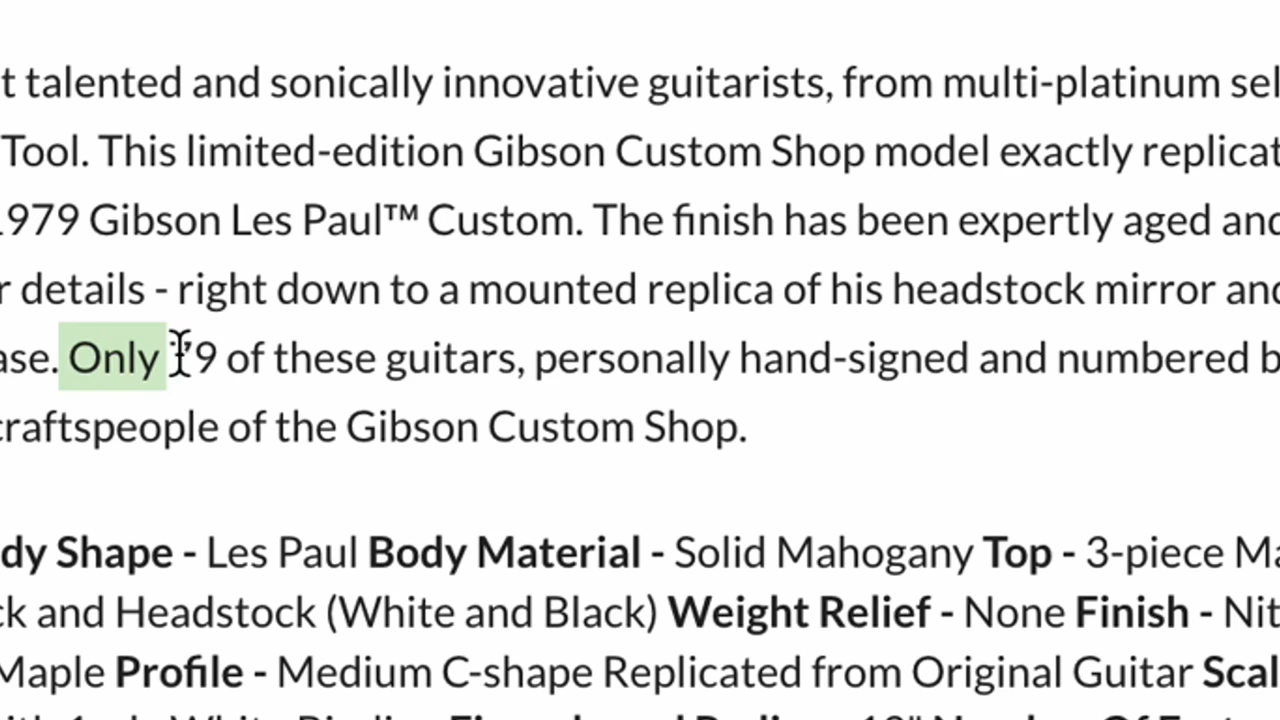 t talented and sonically innovative guitarists, from multi-platinum sel
Tool. This limited-edition Gibson Custom Shop model exactly replicat
1979 Gibson Les Paul™ Custom. The finish has been expertly aged and
r details - right down to a mounted replica of his headstock mirror and
ase. Only 79 of these guitars, personally hand-signed and numbered b
craftspeople of the Gibson Custom Shop.
dy Shape - Les Paul Body Material - Solid Mahogany Top - 3-piece Ma
ck and Headstock (White and Black) Weight Relief - None Finish - Nit
Maple Profile - Medium C-shape Replicated from Original Guitar Scal